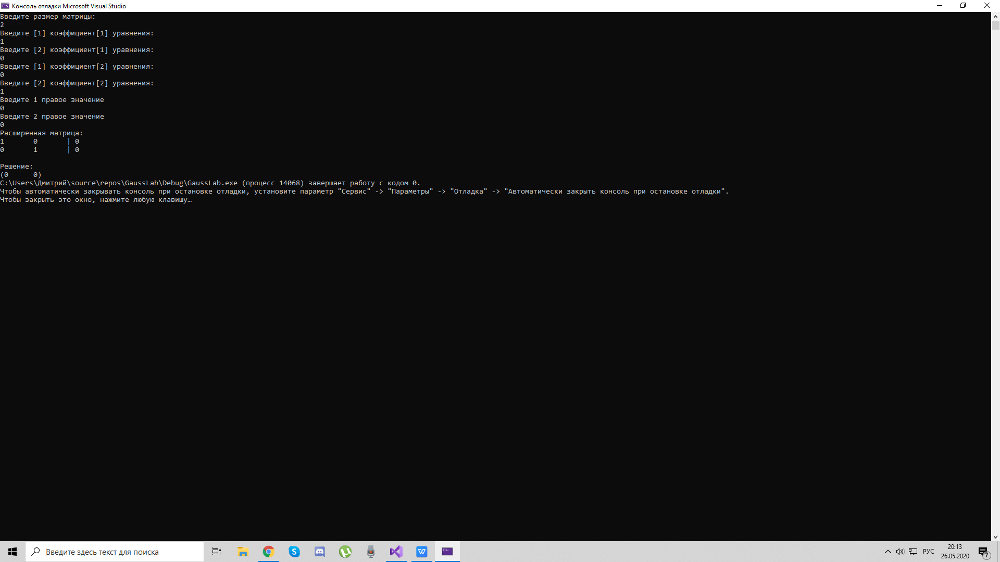 Консоль отладки Microsoft Visual Studio
Введите размер матрицы:
2
Введите [1] коэффициент[1] уравнения:
1
Введите [2] коэффициент[1] уравнения:
0
Введите [1] коэффициент[2] уравнения:
0
Введите [2] коэффициент[2] уравнения:
1
Введите 1 правое значение
0
Введите 2 правое значение
0
Расширенная матрица:
1 0 | 0
0 1 | 0
Решение:
(0 0)
C:\Users\Дмитрий\source\repos\GaussLab\Debug\GaussLab.exe (процесс 14068) завершает работу с кодом 0.
Чтобы автоматически закрывать консоль при остановке отладки, установите параметр "Сервис" -> "Параметры" -> "Отладка" -> "Автоматически закрыть консоль при остановке отладки".
Чтобы закрыть это окно, нажмите любую клавишу…
Введите здесь текст для поиска
РУС
20:13
26.05.2020
7